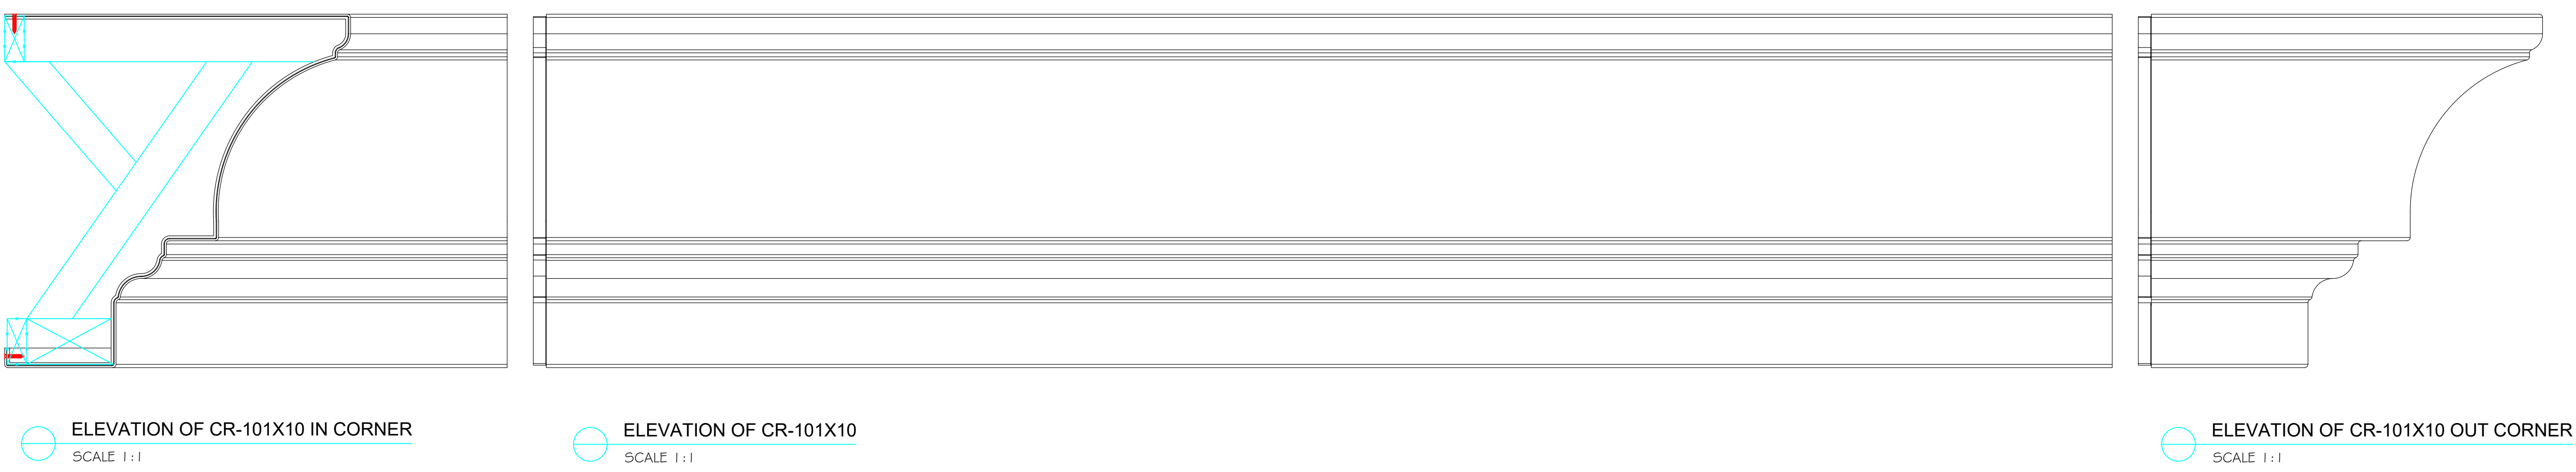 ELEVATION OF CR-101X10 IN CORNER
SCALE 1:1
ELEVATION OF CR-101X10
SCALE 1:1
ELEVATION OF CR-101X10 OUT CORNER
SCALE 1:1